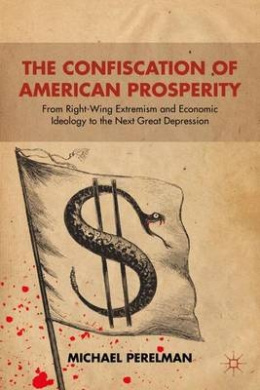 THE CONFISCATION OF
AMERICAN PROSPERITY
From Right-Wing Extremism and Economic
Ideology to the Next Great Depression
MICHAEL PERELMAN